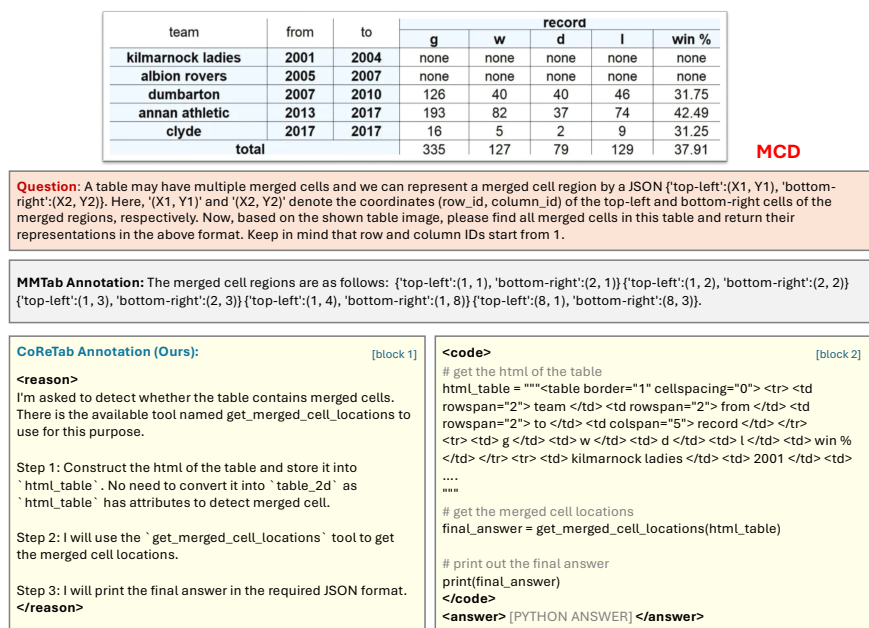 team from to record
g w d l win %
kilmarnock ladies 2001 2004 none none none none none
albion rovers 2005 2007 none none none none none
dumbarton 2007 2010 126 40 40 46 31.75
annan athletic 2013 2017 193 82 37 74 42.49
clyde 2017 2017 16 5 2 9 31.25
total 335 127 79 129 37.91
MCD
Question: A table may have multiple merged cells and we can represent a merged cell region by a JSON {'top-left':(X1, Y1), 'bottom-
right':(X2, Y2)}. Here, '(X1, Y1)' and '(X2, Y2)' denote the coordinates (row_id, column_id) of the top-left and bottom-right cells of the
merged regions, respectively. Now, based on the shown table image, please find all merged cells in this table and return their
representations in the above format. Keep in mind that row and column IDs start from 1.
MMTab Annotation: The merged cell regions are as follows: {'top-left':(1, 1), 'bottom-right':(2, 1)} {'top-left':(1, 2), 'bottom-right':(2, 2)}
{'top-left':(1, 3), 'bottom-right':(2, 3)} {'top-left':(1, 4), 'bottom-right':(1, 8)} {'top-left':(8, 1), 'bottom-right':(8, 3)}.
CoReTab Annotation (Ours): [block 1]
<reason>
I'm asked to detect whether the table contains merged cells.
There is the available tool named get_merged_cell_locations to
use for this purpose.
Step 1: Construct the html of the table and store it into
`html_table`. No need to convert it into `table_2d` as
`html_table` has attributes to detect merged cell.
Step 2: I will use the `get_merged_cell_locations` tool to get
the merged cell locations.
Step 3: I will print the final answer in the required JSON format.
</reason>
<code> [block 2]
# get the html of the table
html_table = """<table border="1" cellspacing="0"> <tr> <td
rowspan="2"> team </td> <td rowspan="2"> from </td> <td
rowspan="2"> to </td> <td colspan="5"> record </td> </tr>
<tr> <td> g </td> <td> w </td> <td> d </td> <td> l </td> <td> win %
</td> </tr> <tr> <td> kilmarnock ladies </td> <td> 2001 </td> <td>
....
"""
# get the merged cell locations
final_answer = get_merged_cell_locations(html_table)
# print out the final answer
print(final_answer)
</code>
<answer> [PYTHON ANSWER] </answer>